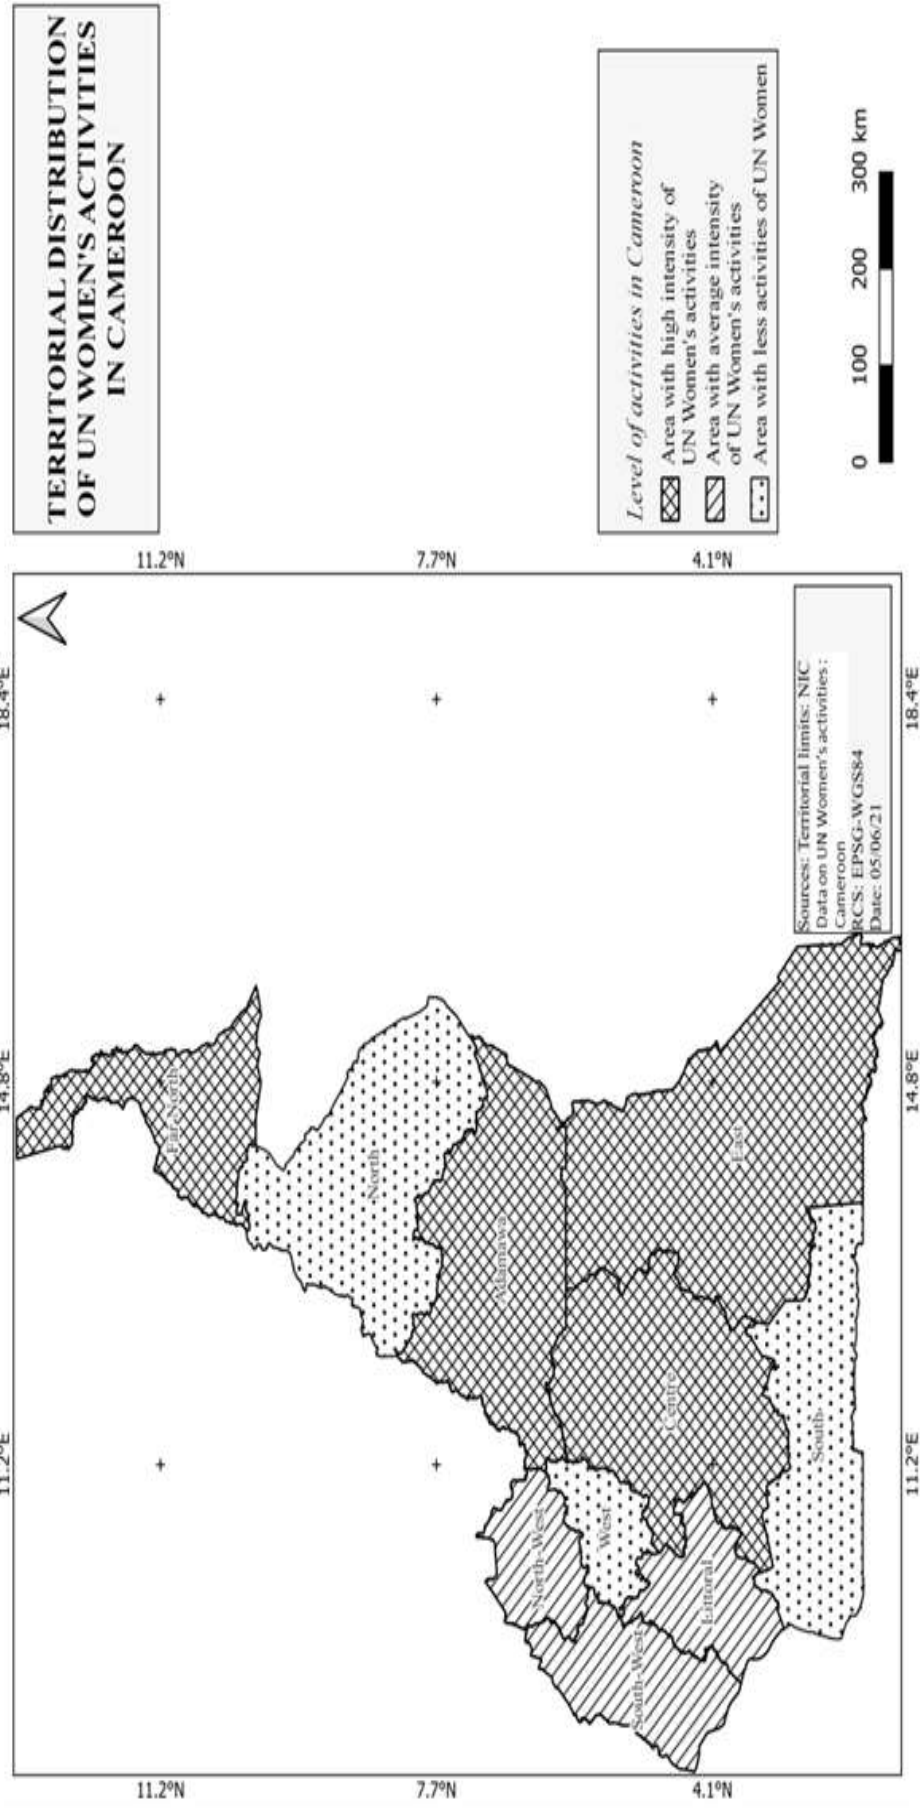 TERRITORIAL DISTRIBUTION
OF UN WOMEN'S ACTIVITIES
IN CAMEROON
Level of activities in Cameroon
Area with high intensity of
UN Women's activities
Area with average intensity
of UN Women's activities
Area with less activities of UN Women
0 100 200 300 km
11.2°E 14.8°E 18.4°E
11.2°N 11.2°N
7.7°N 7.7°N
4.1°N 4.1°N
Far-North
North
Adamawa
North-West
West
Centre
East
South-West
Littoral
South
Sources: Territorial limits: NIC
Data on UN Women's activities :
Cameroon
RCS: EPSG-WGS84
Date: 05/06/21
11.2°E 14.8°E 18.4°E